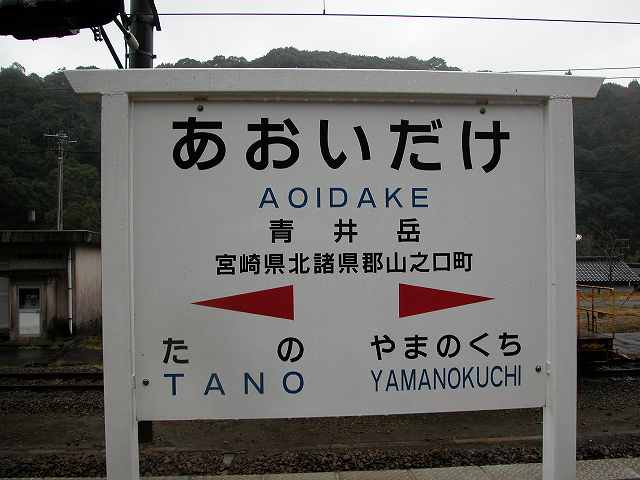 あおいだけ
AOIDAKE
青井岳
宮崎県北諸県郡山之口町
たの やまのくち
TANO YAMANOKUCHI